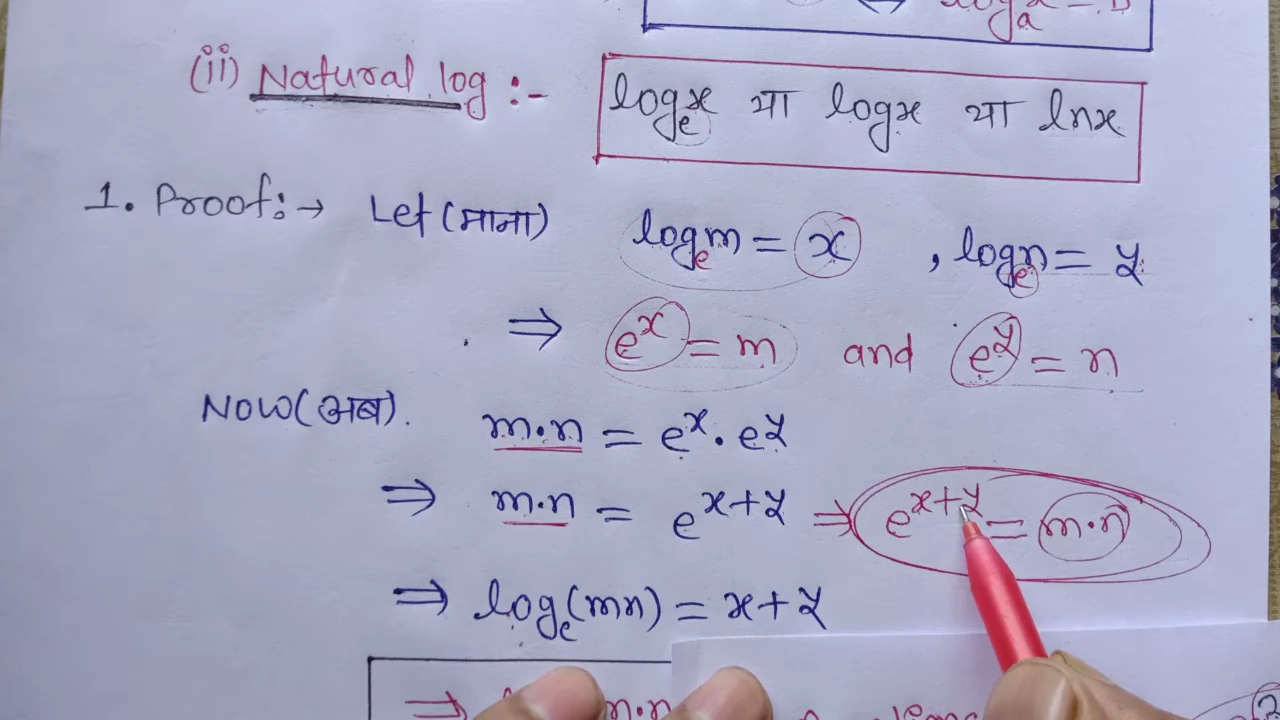 (ii) Natural log :- logₑx या logx या lnx
1. Proof:→ Let (माना) logₑm = x , logₑn = y
⇒ eˣ = m and eʸ = n
Now (अब). m·n = eˣ . eʸ
⇒ m·n = eˣ⁺ʸ ⇒ eˣ⁺ʸ = m·n
⇒ logₑ(mn) = x+y
⇒ m·n